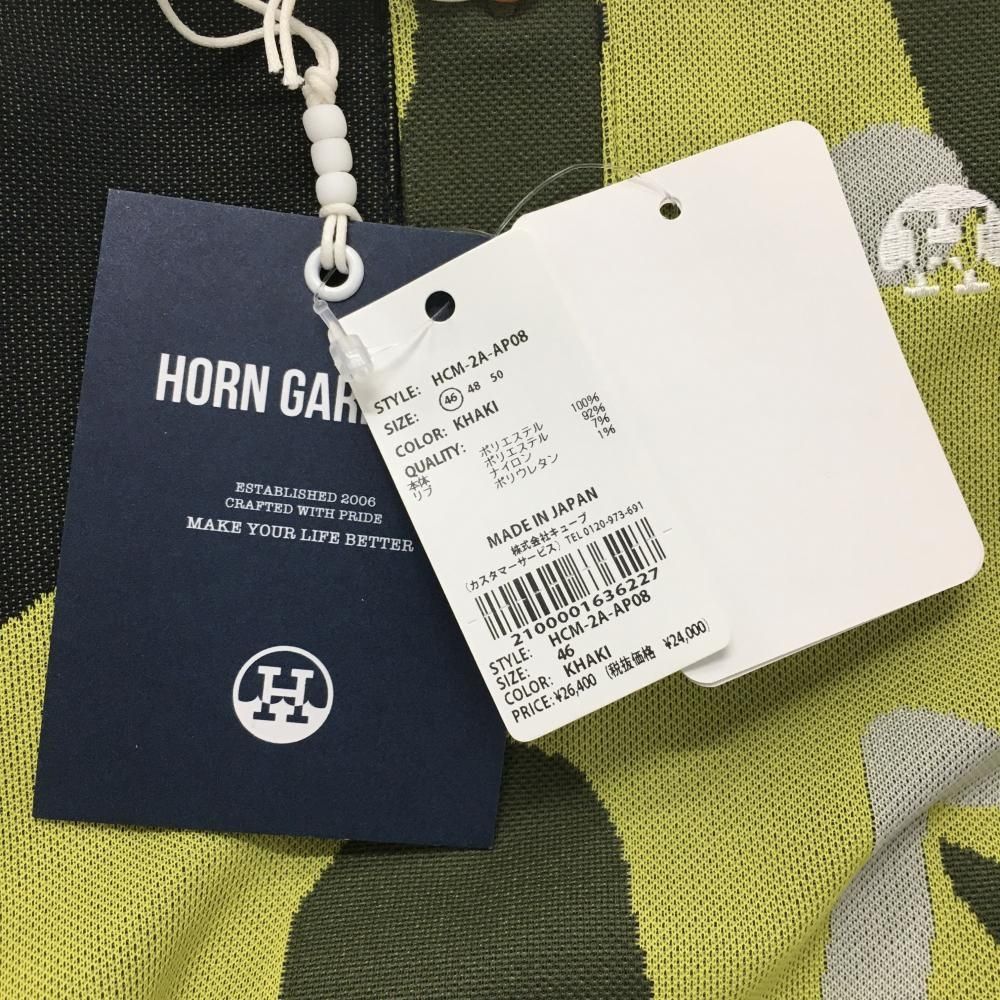 HORN GAR
ESTABLISHED 2006
CRAFTED WITH PRIDE
MAKE YOUR LIFE BETTER
H
STYLE: HCM-2A-AP08
SIZE: 46 48 50
COLOR: KHAKI
QUALITY:
本体 ポリエステル 100%
リブ ポリエステル 92%
ナイロン 7%
ポリウレタン 1%
MADE IN JAPAN
株式会社キューブ
(カスタマーサービス) TEL 0120-973-691
2100001636227
STYLE: HCM-2A-AP08
SIZE: 46
COLOR: KHAKI
PRICE: ¥26,400 (税抜価格 ¥24,000)